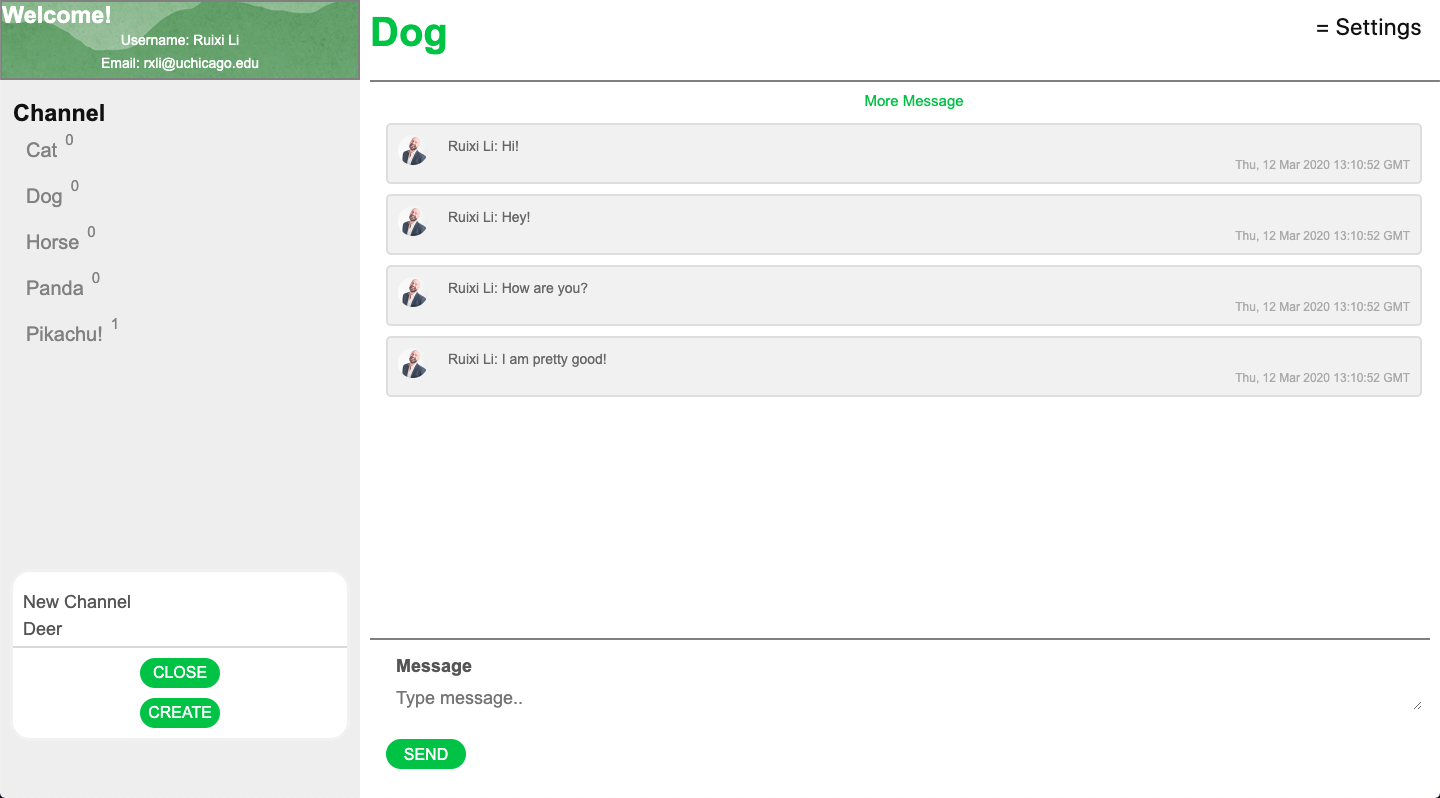 Welcome!
Username: Ruixi Li
Email: rxli@uchicago.edu
Channel
Cat 0
Dog 0
Horse 0
Panda 0
Pikachu! 1
New Channel
Deer
CLOSE
CREATE
Dog
= Settings
More Message
Ruixi Li: Hi!
Thu, 12 Mar 2020 13:10:52 GMT
Ruixi Li: Hey!
Thu, 12 Mar 2020 13:10:52 GMT
Ruixi Li: How are you?
Thu, 12 Mar 2020 13:10:52 GMT
Ruixi Li: I am pretty good!
Thu, 12 Mar 2020 13:10:52 GMT
Message
Type message..
SEND